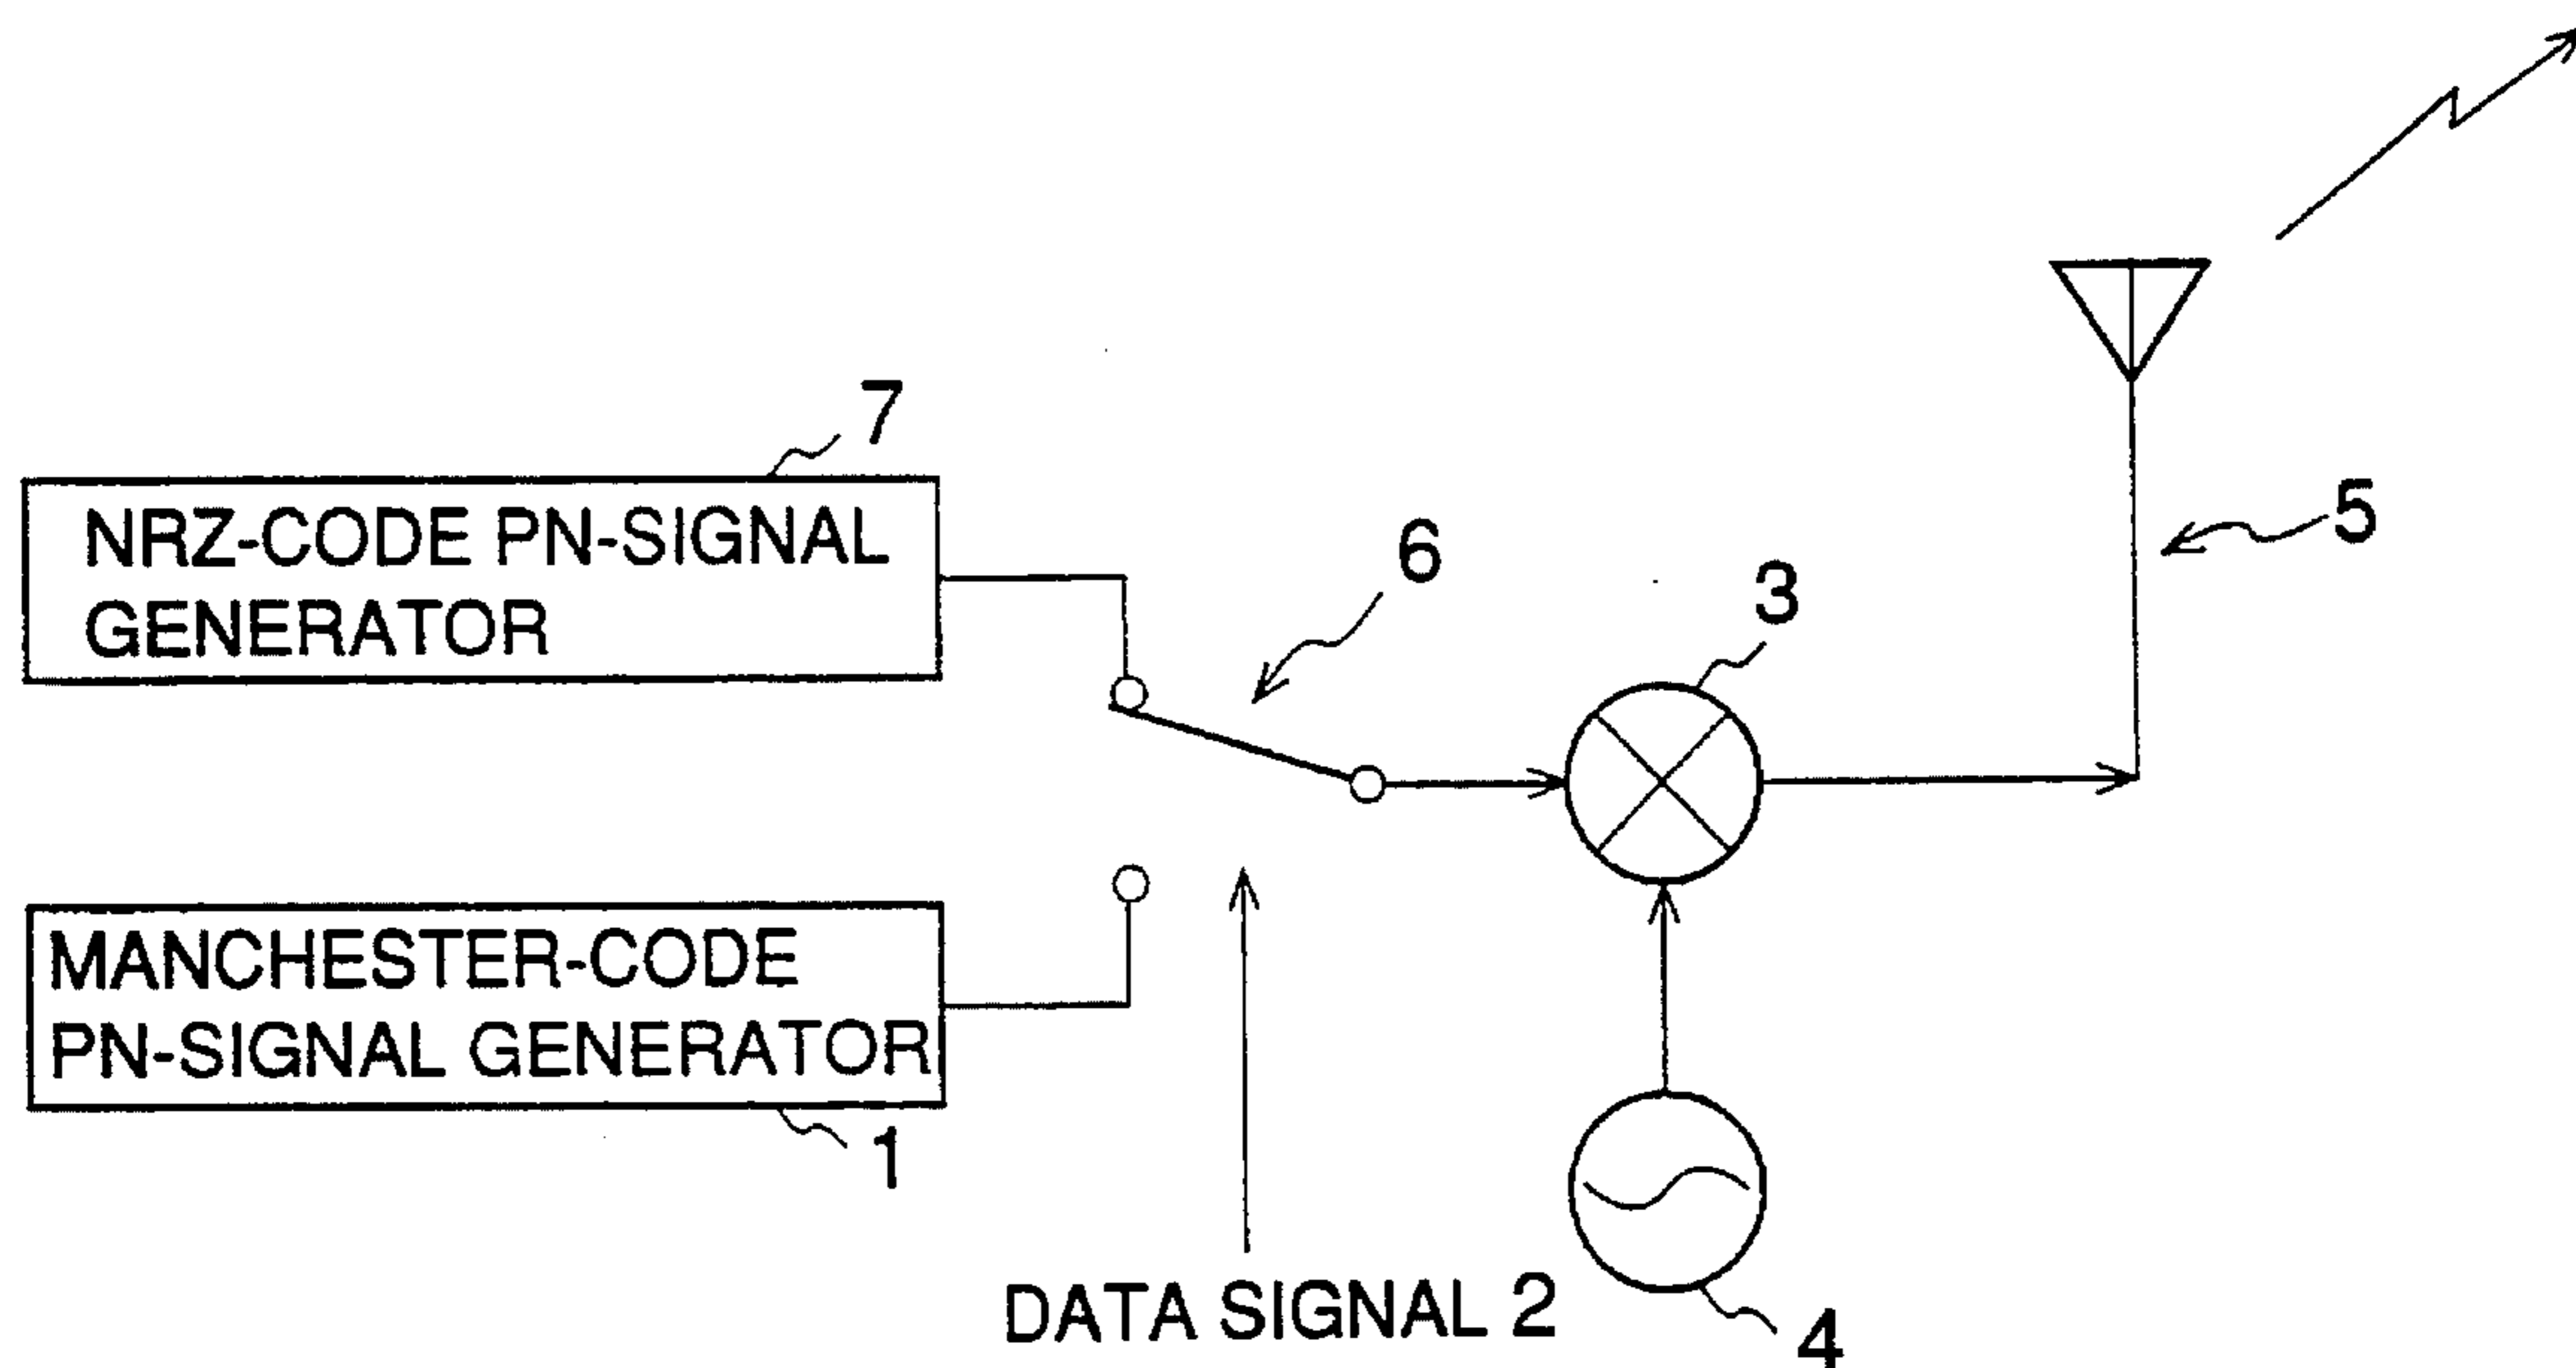 7
NRZ-CODE PN-SIGNAL
GENERATOR
6
3
5
MANCHESTER-CODE
PN-SIGNAL GENERATOR
1
DATA SIGNAL 2
4